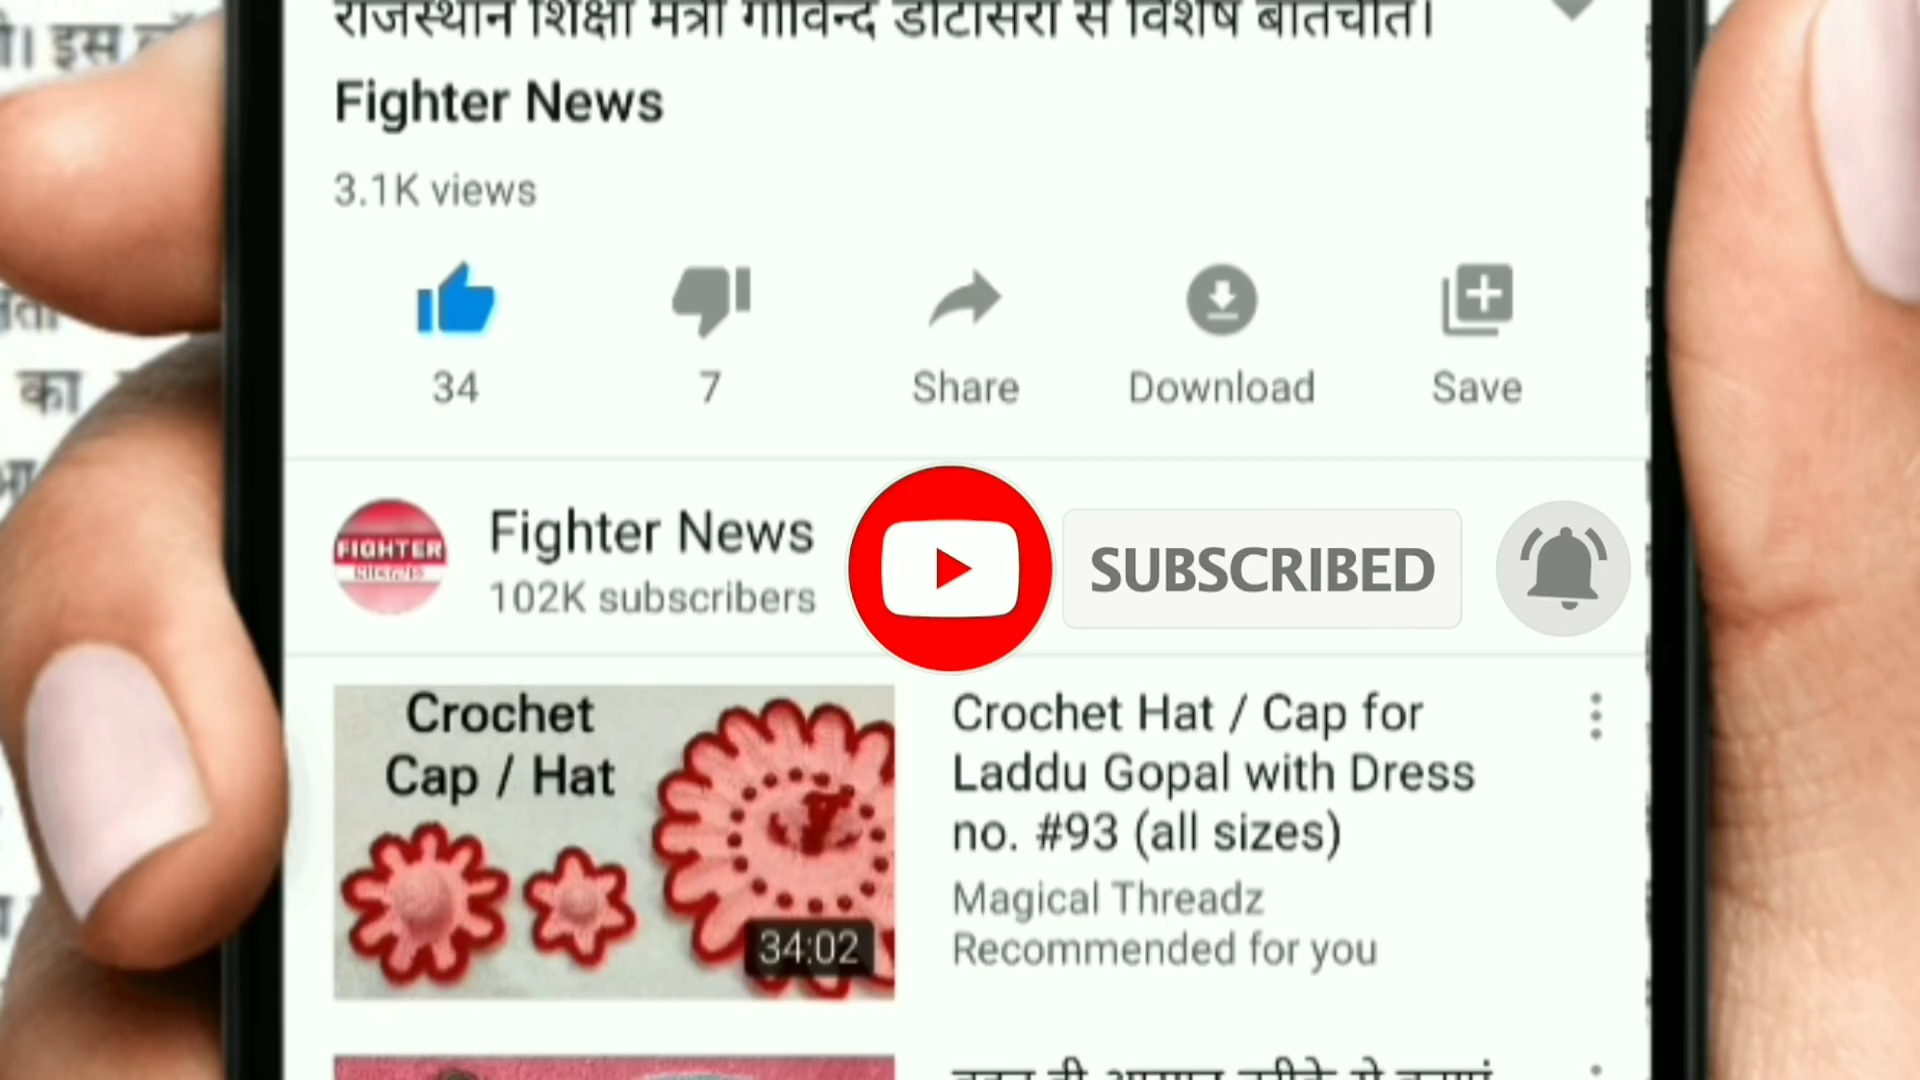 राजस्थान शिक्षा मंत्री गोविन्द डोटासरा से विशेष बातचीत।
Fighter News
3.1K views
34
7
Share
Download
Save
Fighter News
102K subscribers
FIGHTER
SUBSCRIBED
Crochet
Cap / Hat
34:02
Crochet Hat / Cap for
Laddu Gopal with Dress
no. #93 (all sizes)
Magical Threadz
Recommended for you
इस
का